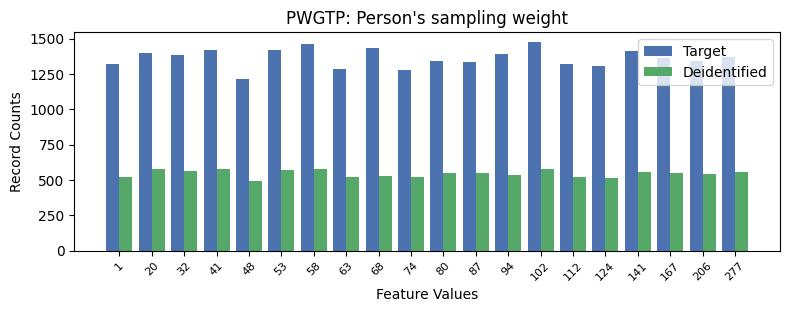 PWGTP: Person's sampling weight
Target
Deidentified
Record Counts
1500
1250
1000
750
500
250
0
1 20 32 41 48 53 58 63 68 74 80 87 94 102 112 124 141 167 206 277
Feature Values